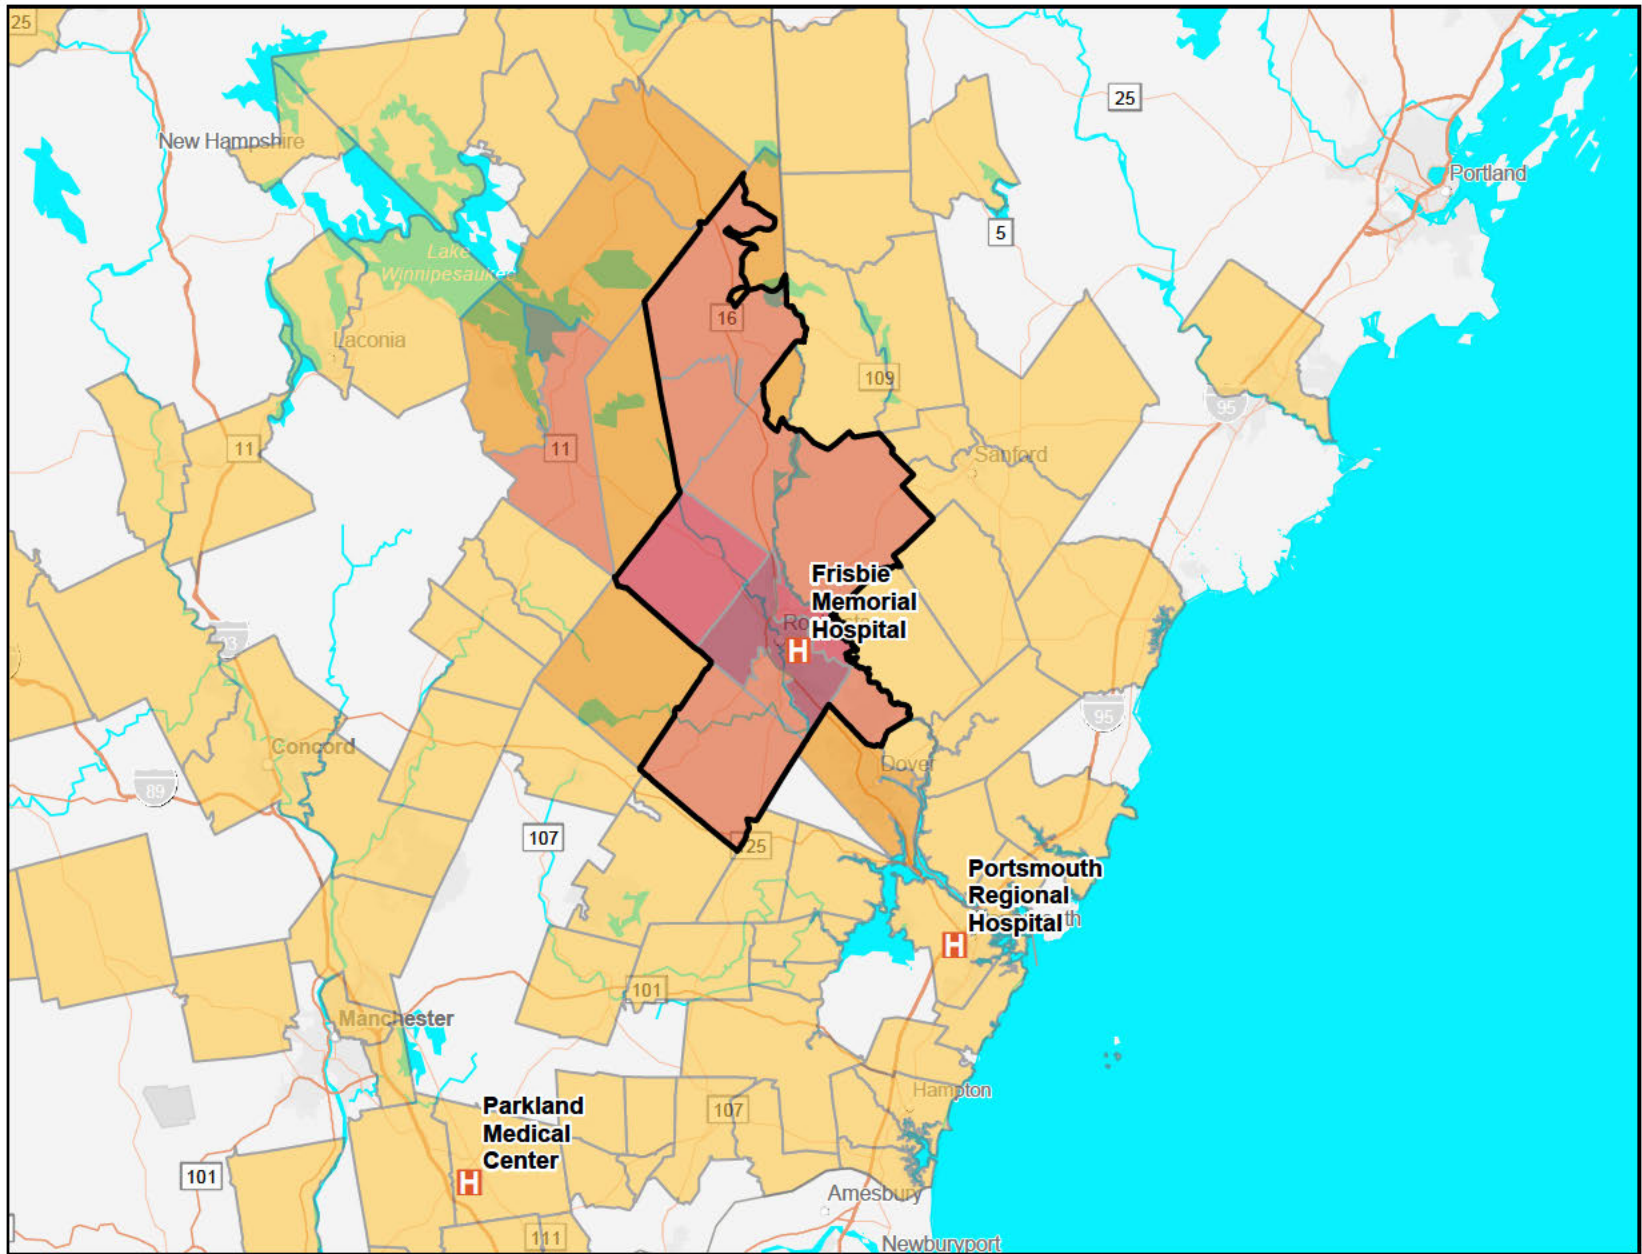 25
25
New Hampshire
Portland
5
Lake
Winnipesaukee
16
Laconia
109
95
11
11
Sanford
Frisbie
Memorial
Hospital
H
93
95
Concord
Dover
89
107
25
Portsmouth
Regional
Hospital
th
H
101
Manchester
Hampton
Parkland
Medical
Center
107
101
H
Amesbury
111
Newburyport